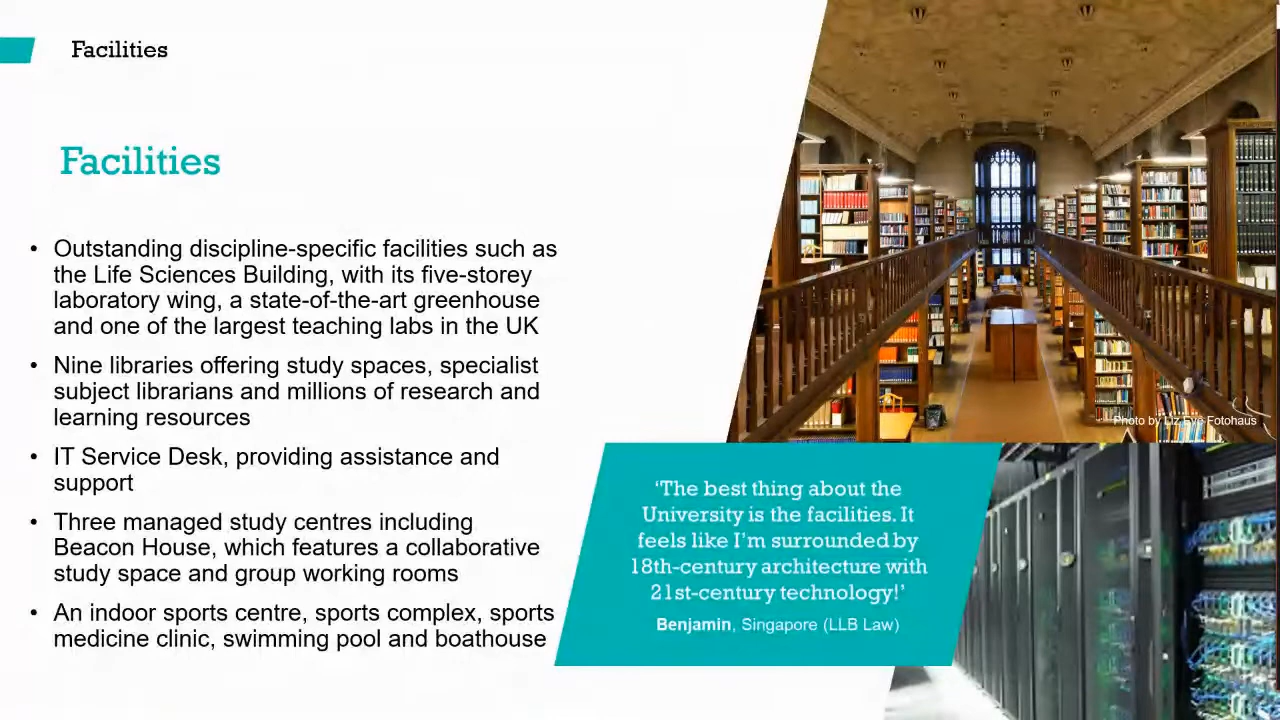 Facilities
Facilities
• Outstanding discipline-specific facilities such as
the Life Sciences Building, with its five-storey
laboratory wing, a state-of-the-art greenhouse
and one of the largest teaching labs in the UK
• Nine libraries offering study spaces, specialist
subject librarians and millions of research and
learning resources
• IT Service Desk, providing assistance and
support
• Three managed study centres including
Beacon House, which features a collaborative
study space and group working rooms
• An indoor sports centre, sports complex, sports
medicine clinic, swimming pool and boathouse
Photo by Liz Eve Fotohaus
‘The best thing about the
University is the facilities. It
feels like I’m surrounded by
18th-century architecture with
21st-century technology!’
Benjamin, Singapore (LLB Law)